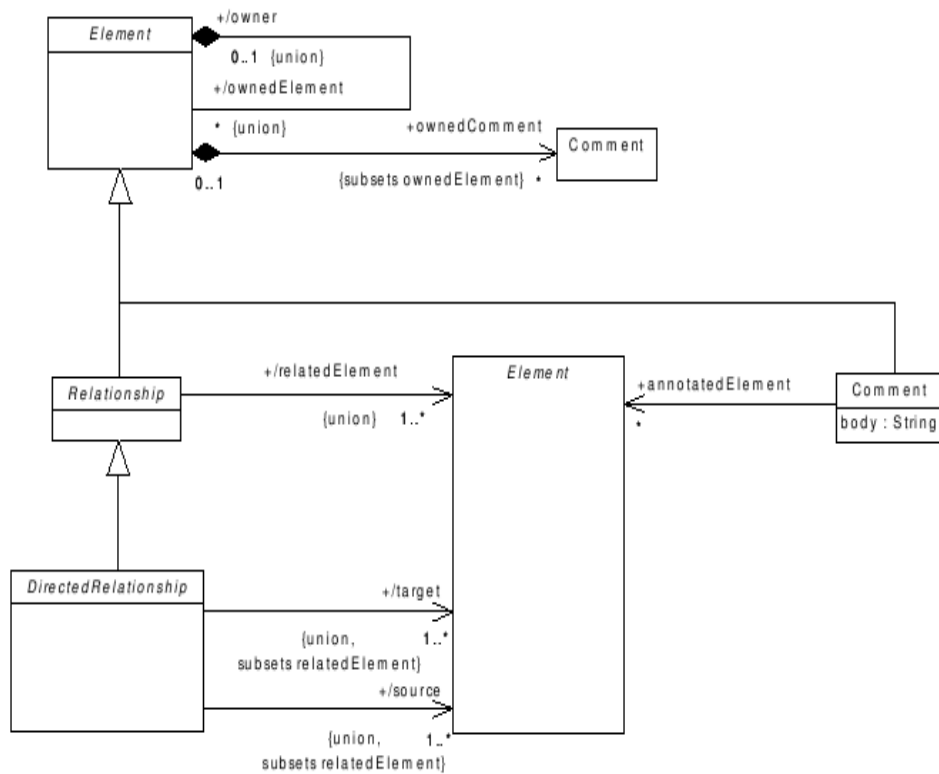 +/owner
Element
0..1 {union}
+/ownedElement
* {union}
+ownedComment
Comment
0..1
{subsets ownedElement} *
+/relatedElement
Element
Relationship
+annotatedElement
Comment
{union} 1..*
*
body : String
DirectedRelationship
+/target
{union, 1..*
subsets relatedElement}
+/source
{union, 1..*
subsets relatedElement}